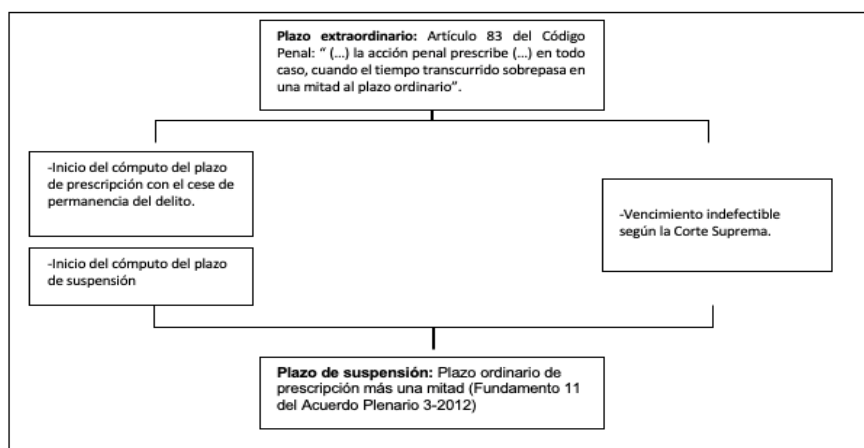 Plazo extraordinario: Artículo 83 del Código
Penal: “ (...) la acción penal prescribe (...) en todo
caso, cuando el tiempo transcurrido sobrepasa en
una mitad al plazo ordinario”.
-Inicio del cómputo del plazo
de prescripción con el cese de
permanencia del delito.
-Vencimiento indefectible
según la Corte Suprema.
-Inicio del cómputo del plazo
de suspensión
Plazo de suspensión: Plazo ordinario de
prescripción más una mitad (Fundamento 11
del Acuerdo Plenario 3-2012)